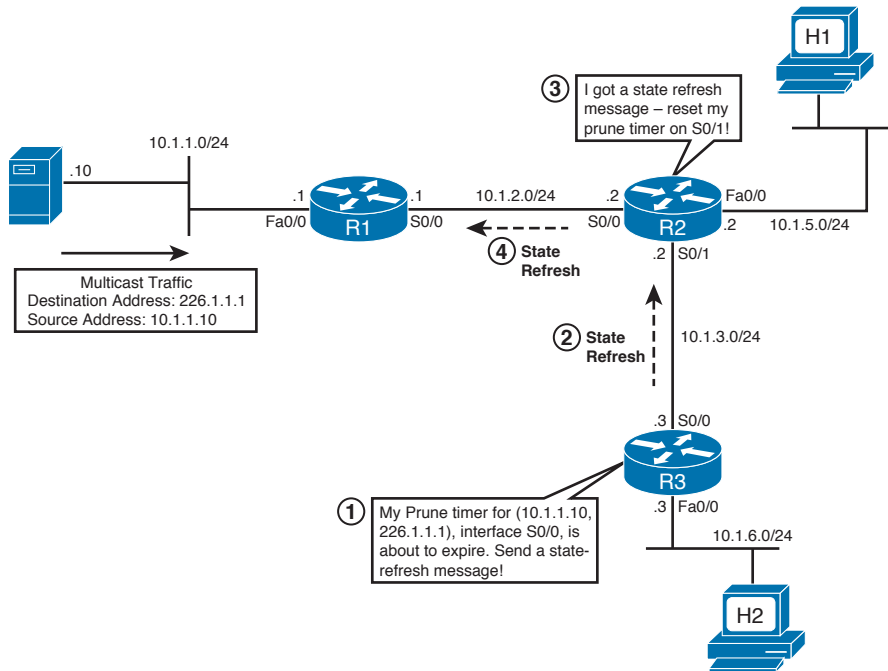 H1
③
I got a state refresh
message – reset my
prune timer on S0/1!
10.1.1.0/24
.10
.1
Fa0/0
R1
.1
S0/0
10.1.2.0/24
.2
S0/0
R2
Fa0/0
.2
10.1.5.0/24
④ State
Refresh
.2 S0/1
Multicast Traffic
Destination Address: 226.1.1.1
Source Address: 10.1.1.10
② State
Refresh
10.1.3.0/24
.3 S0/0
R3
.3 Fa0/0
①
My Prune timer for (10.1.1.10,
226.1.1.1), interface S0/0, is
about to expire. Send a state-
refresh message!
10.1.6.0/24
H2